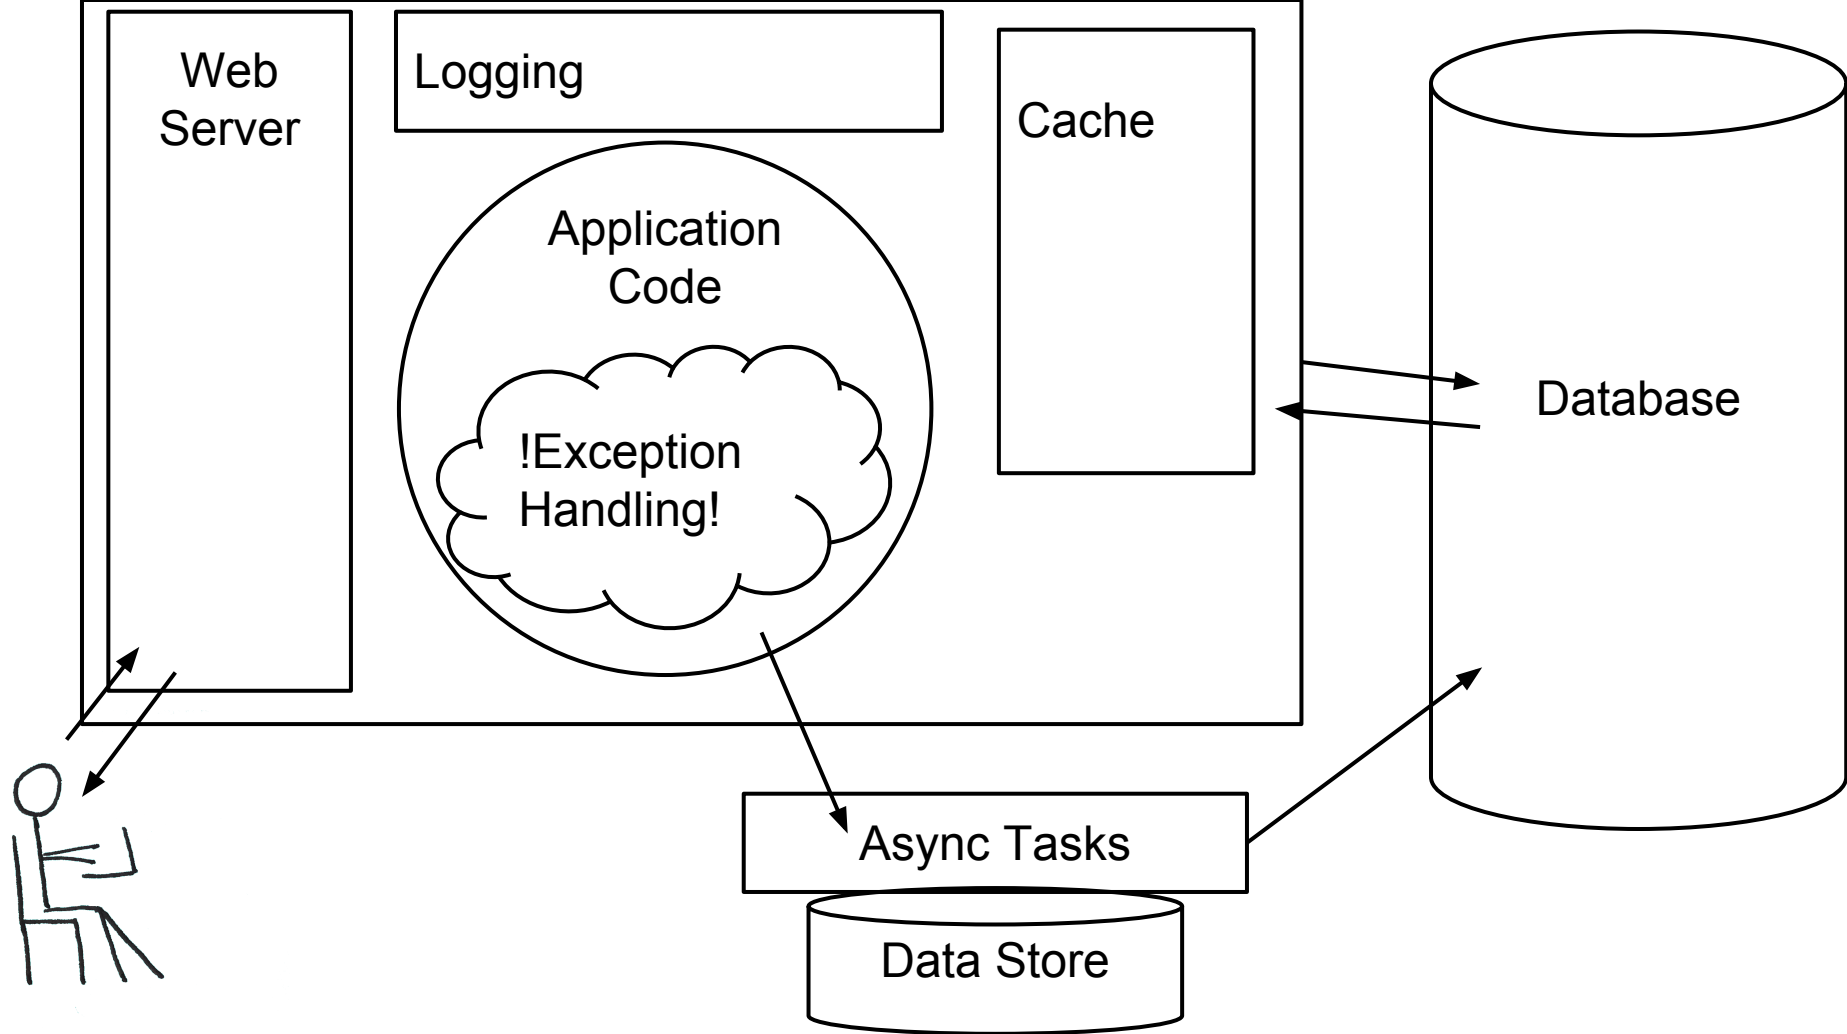 Web
Server
Logging
Cache
Application
Code
!Exception
Handling!
Database
Async Tasks
Data Store